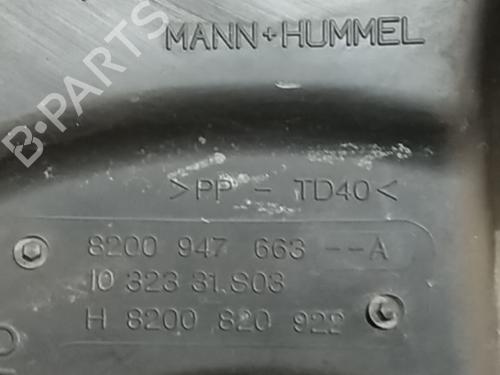 MANN+HUMMEL
B-PARTS
>PP - TD40<
8200 947 663 --A
10 323 31.S03
H 8200 820 922